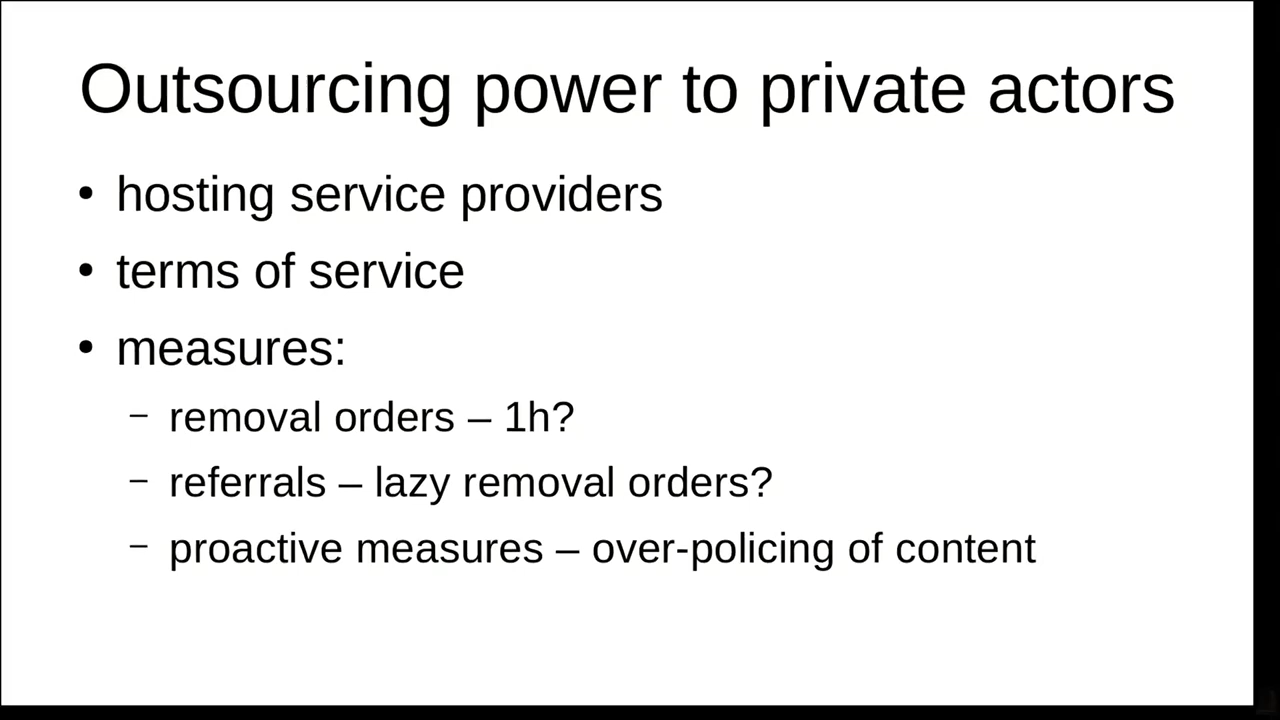 Outsourcing power to private actors
• hosting service providers
• terms of service
• measures:
– removal orders – 1h?
– referrals – lazy removal orders?
– proactive measures – over-policing of content